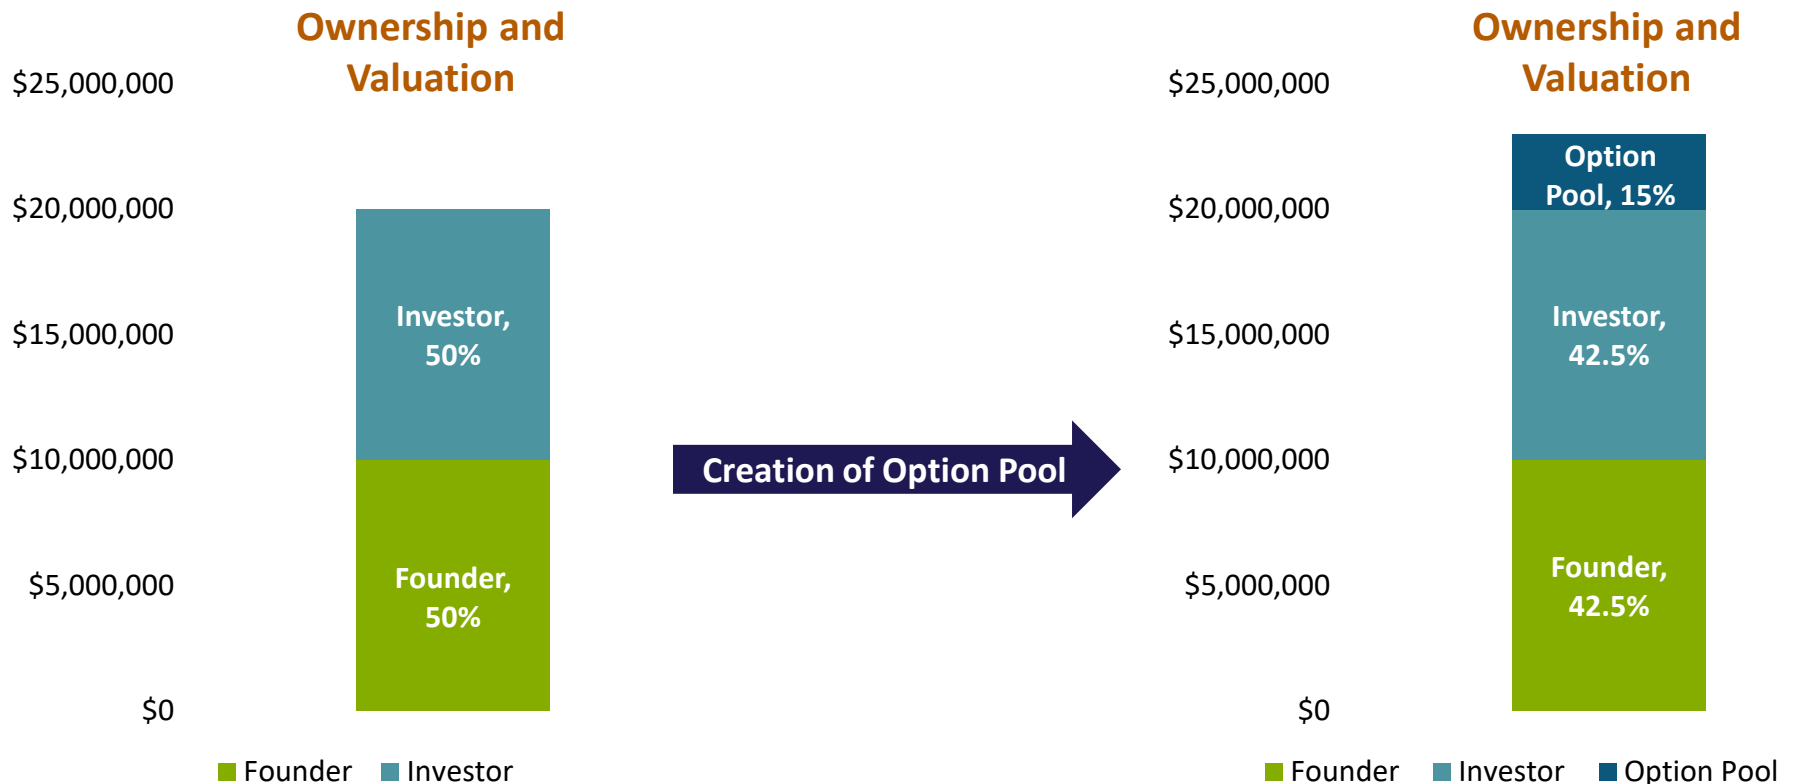 Ownership and
Valuation
$25,000,000
$20,000,000
$15,000,000
$10,000,000
$5,000,000
$0
Investor,
50%
Founder,
50%
Founder
Investor
Creation of Option Pool
Ownership and
Valuation
$25,000,000
$20,000,000
$15,000,000
$10,000,000
$5,000,000
$0
Option
Pool, 15%
Investor,
42.5%
Founder,
42.5%
Founder
Investor
Option Pool